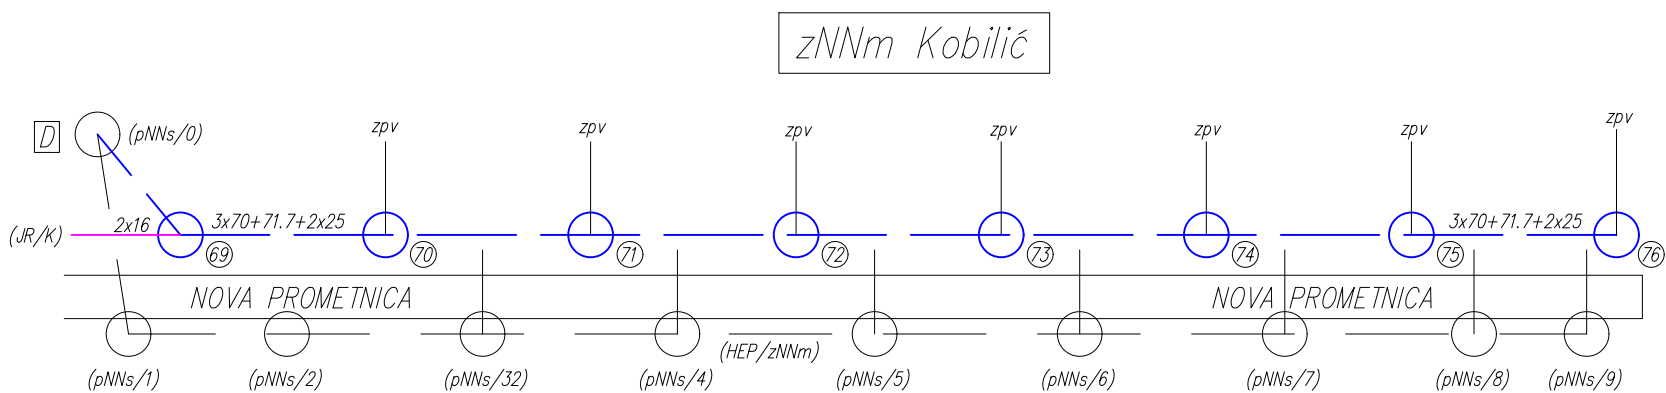 zNNm Kobilić
D
(pNNs/0)
zpv
zpv
zpv
zpv
zpv
zpv
zpv
(JR/K)
2x16
3x70+71.7+2x25
3x70+71.7+2x25
69
70
71
72
73
74
75
76
NOVA PROMETNICA
NOVA PROMETNICA
(HEP/zNNm)
(pNNs/1)
(pNNs/2)
(pNNs/32)
(pNNs/4)
(pNNs/5)
(pNNs/6)
(pNNs/7)
(pNNs/8)
(pNNs/9)